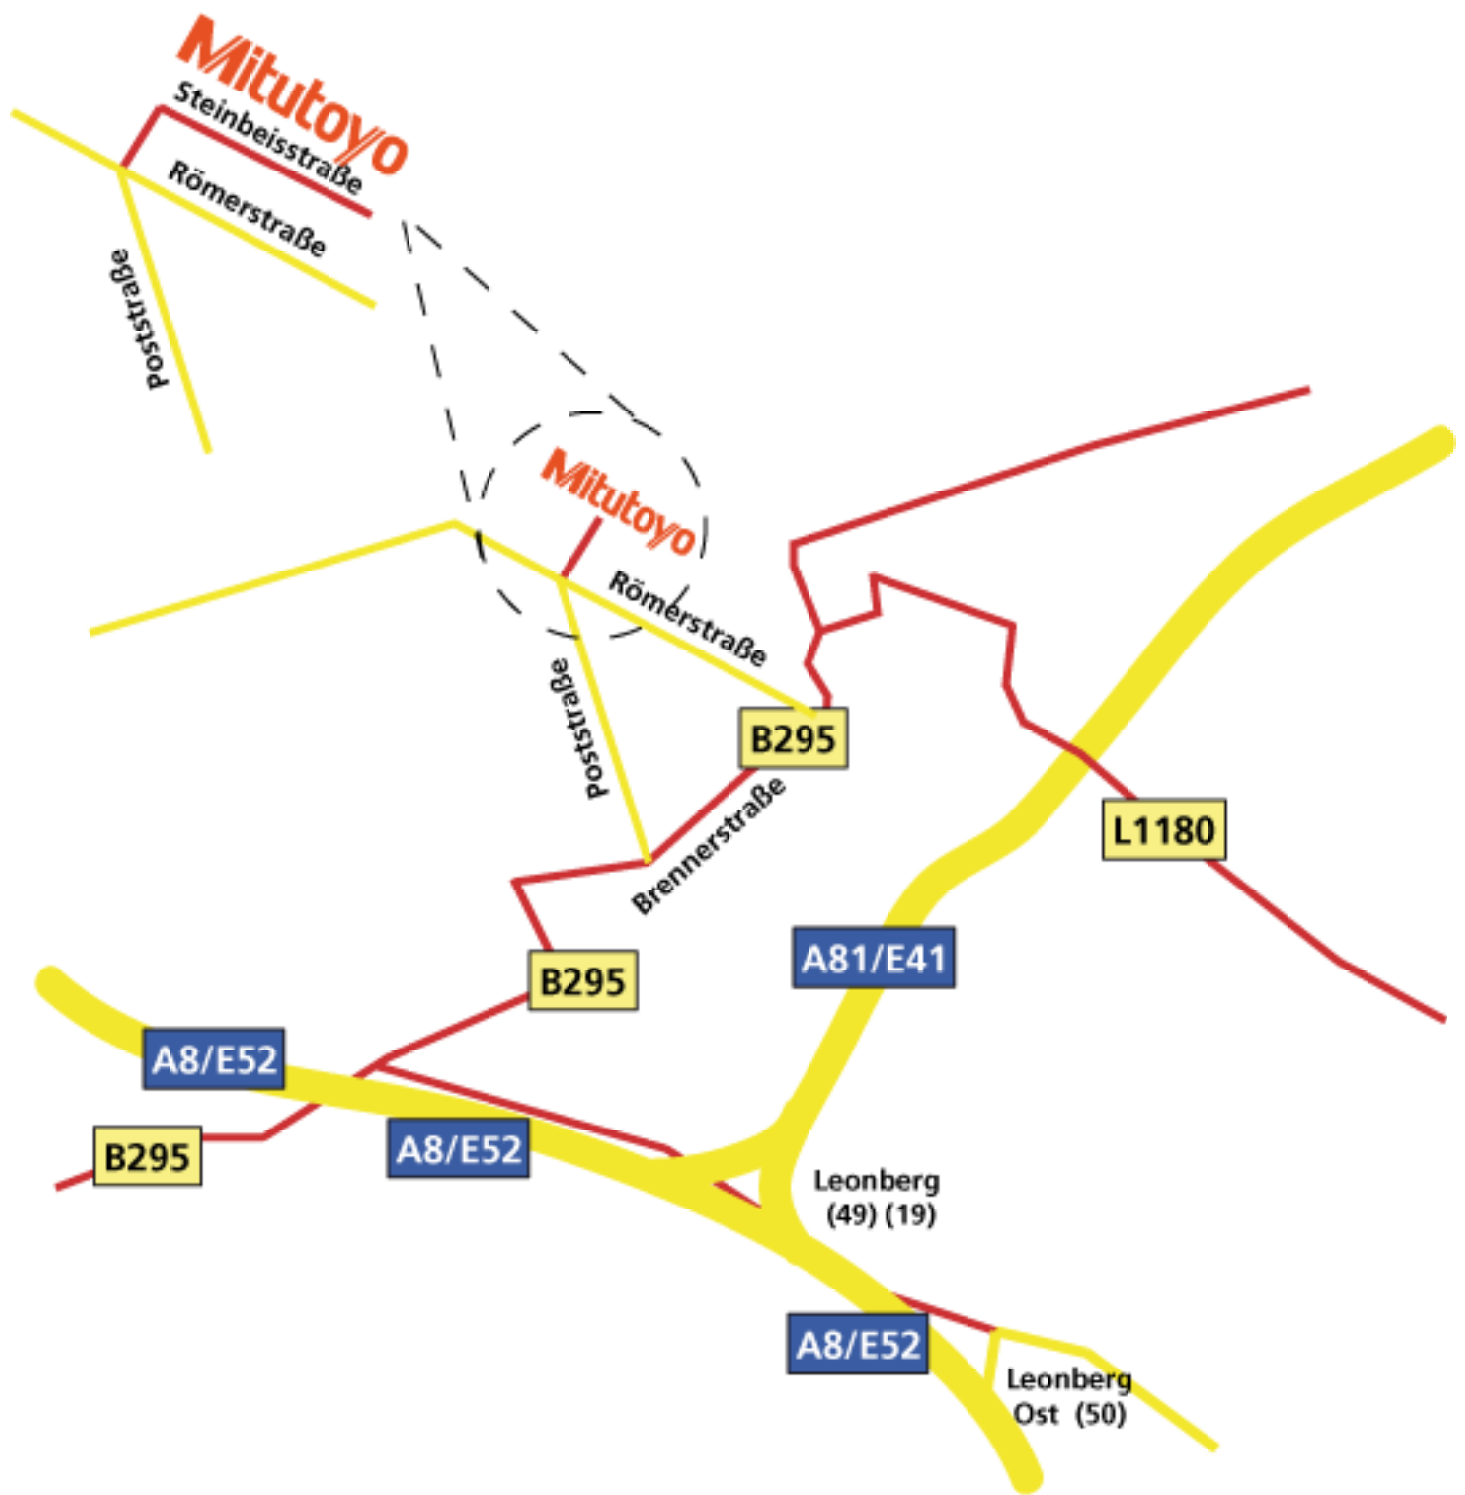 Mitutoyo
Steinbeisstraße
Römerstraße
Poststraße
Mitutoyo
Römerstraße
Poststraße
B295
Brennerstraße
L1180
A81/E41
B295
A8/E52
A8/E52
B295
Leonberg
(49) (19)
A8/E52
Leonberg
Ost (50)